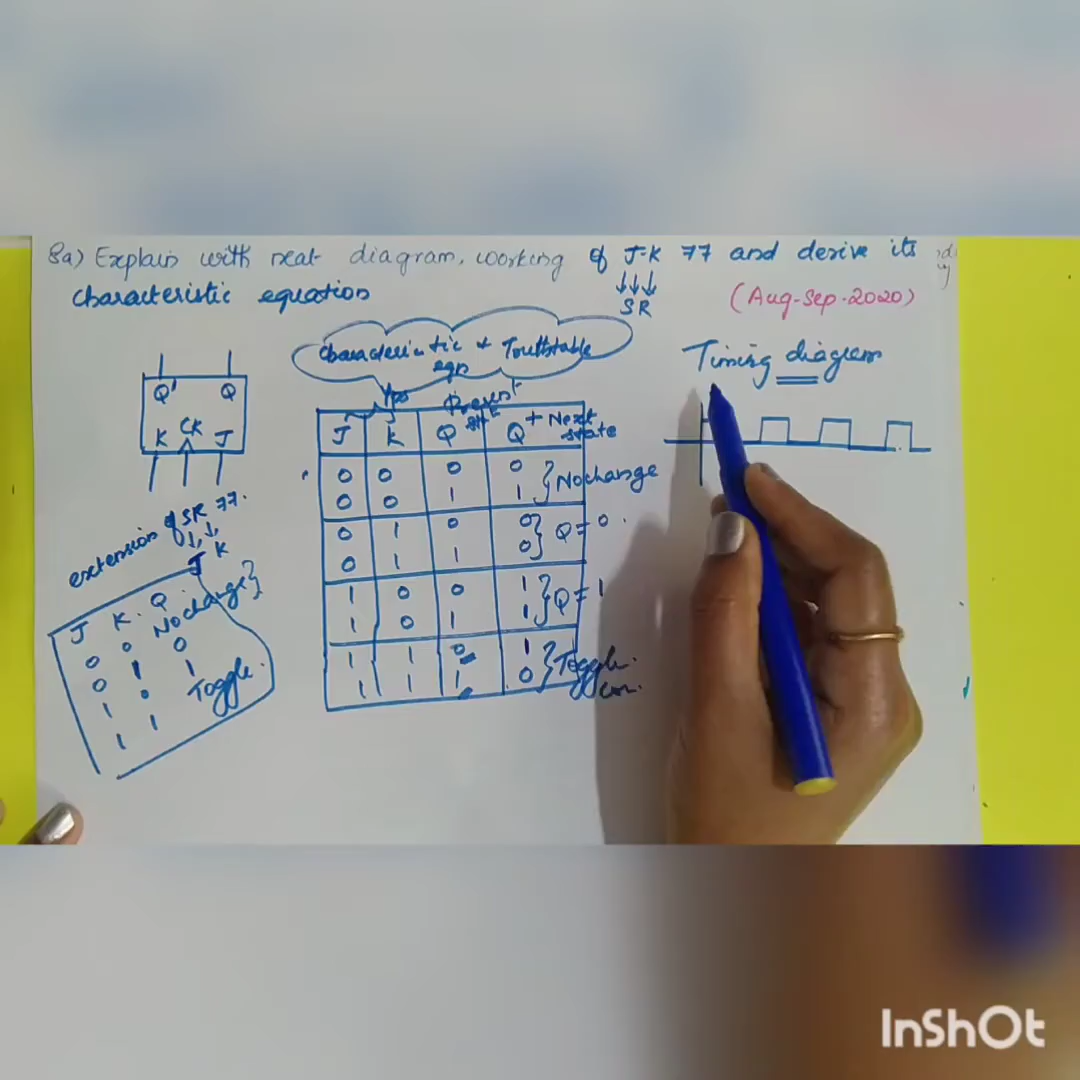 8a) Explain with neat diagram, working of J-K FF and derive its
characteristic equation
↓↓↓
SR
(Aug-Sep-2020)
Characteristic & Truthtable
eqn
Timing diagram
Q' Q
K CK J
extension of SR FF.
↓ ↓
J K
J K Q
0 0 No change}
0 1 0
1 0 1
1 1 Toggle.
Present
state
J K Q Q+ Next
state
0 0 0 0
0 0 1 1 } No change
0 1 0 0
0 1 1 0 } Q = 0
1 0 0 1
1 0 1 1 } Q = 1
1 1 0 1
1 1 1 0 } Toggle
con.
InShOt